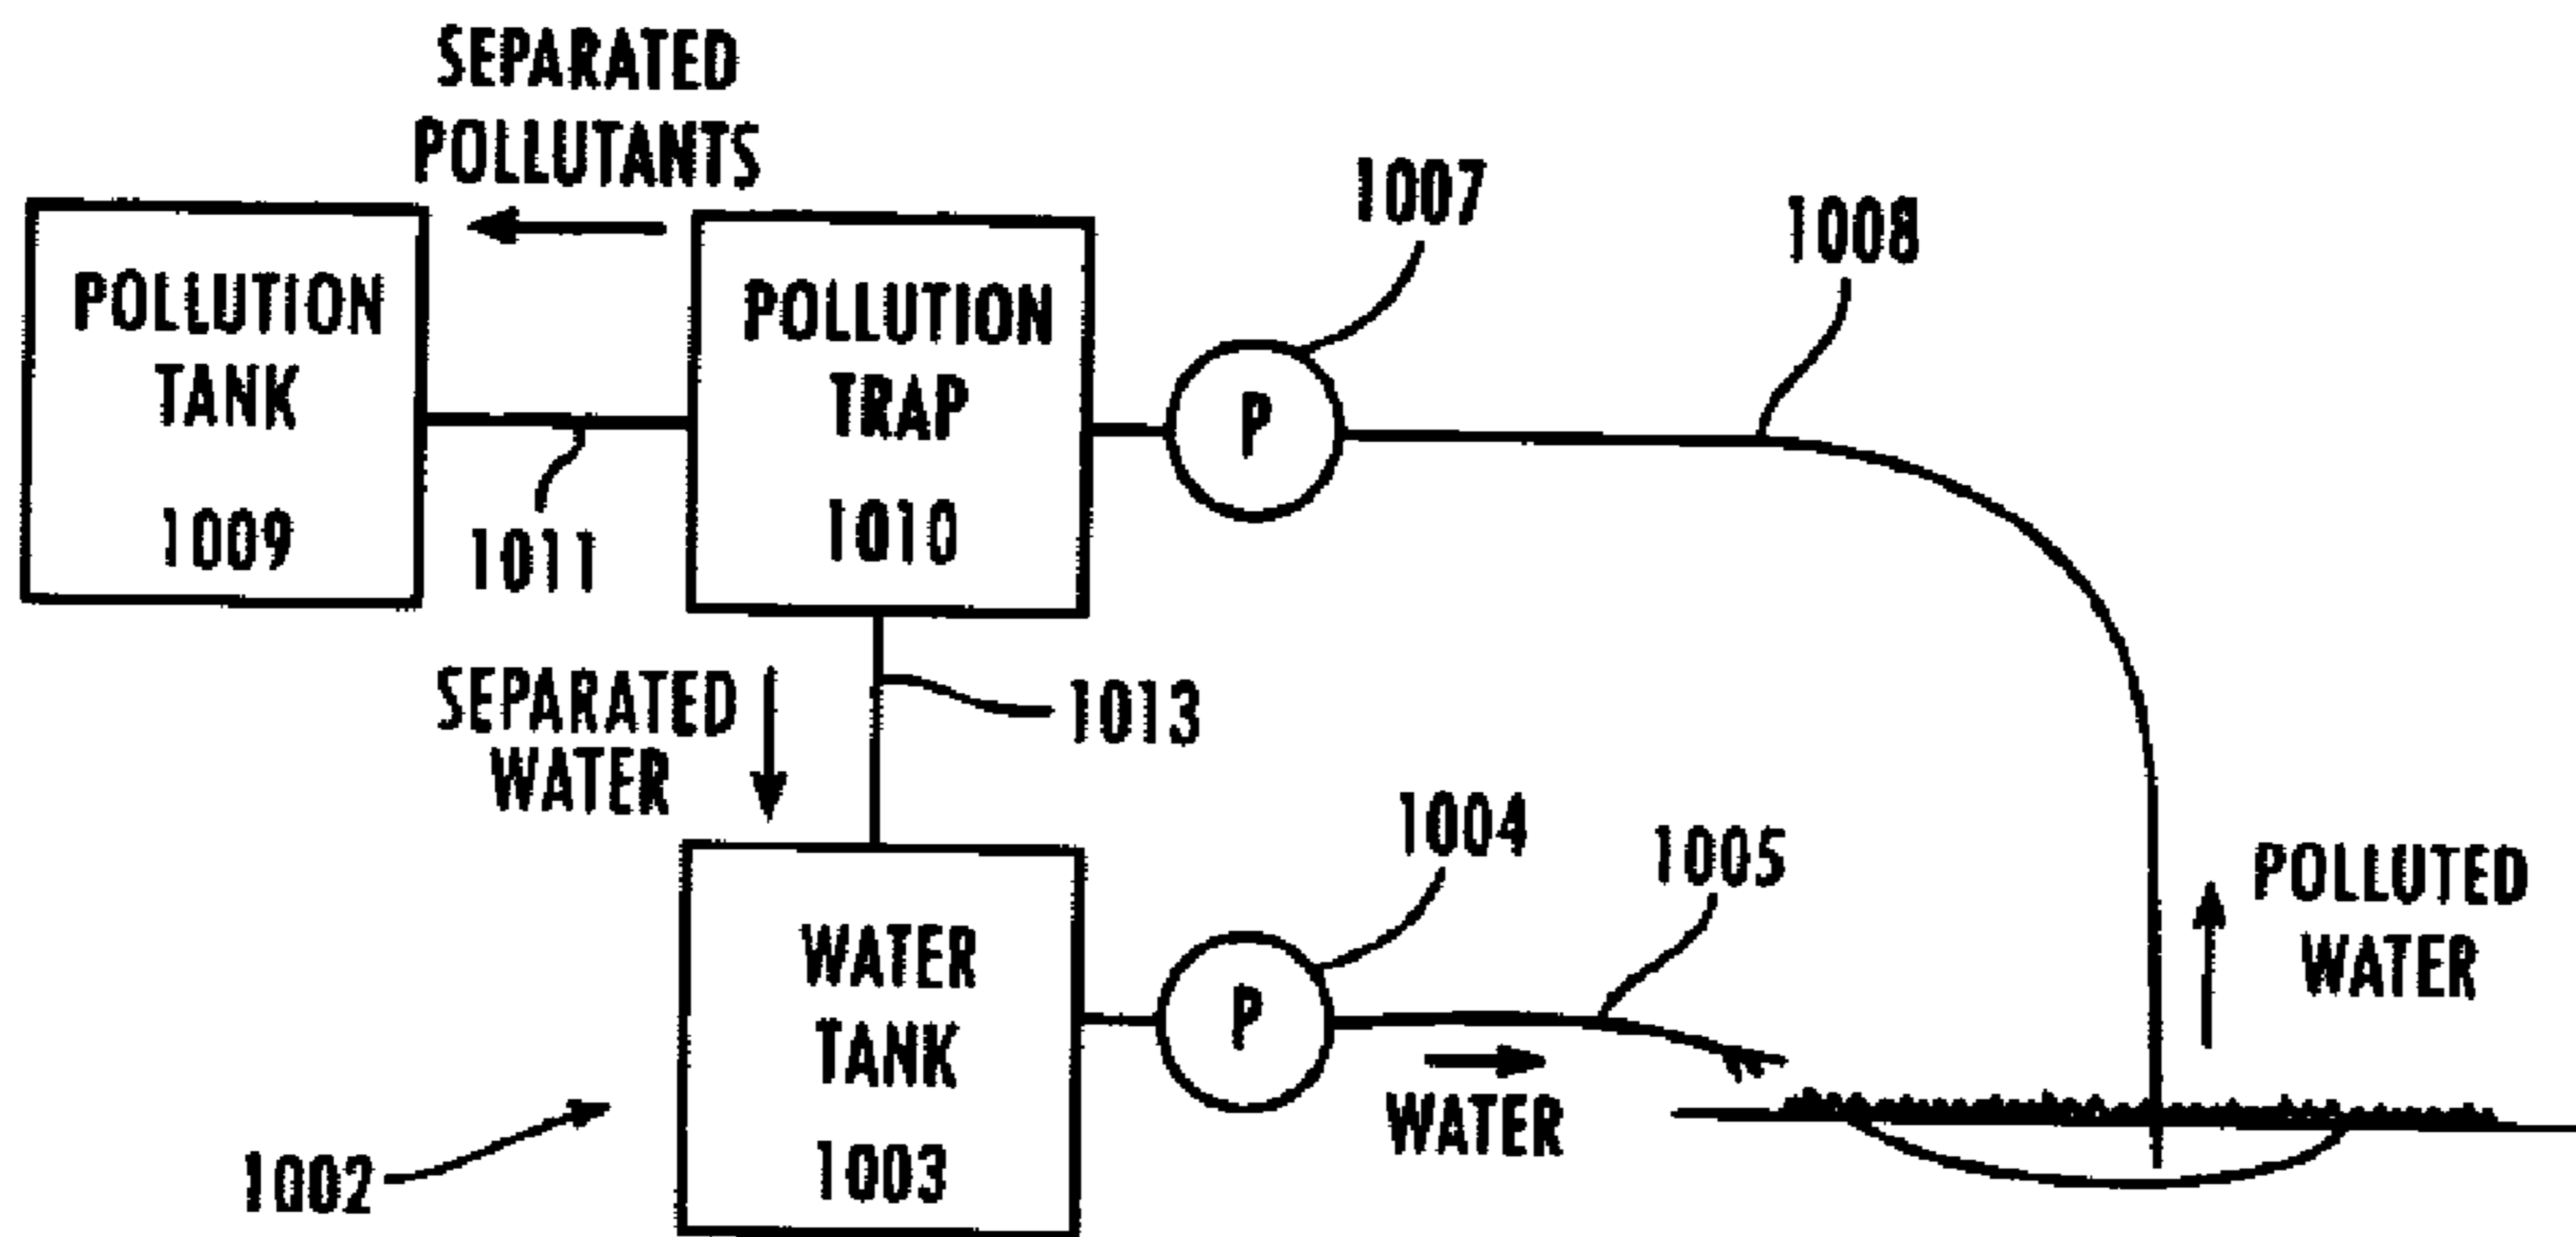 SEPARATED
POLLUTANTS
1007
1008
POLLUTION
TANK
1009
1011
POLLUTION
TRAP
1010
P
SEPARATED
WATER
1013
1004
1005
POLLUTED
WATER
WATER
TANK
1003
P
WATER
1002